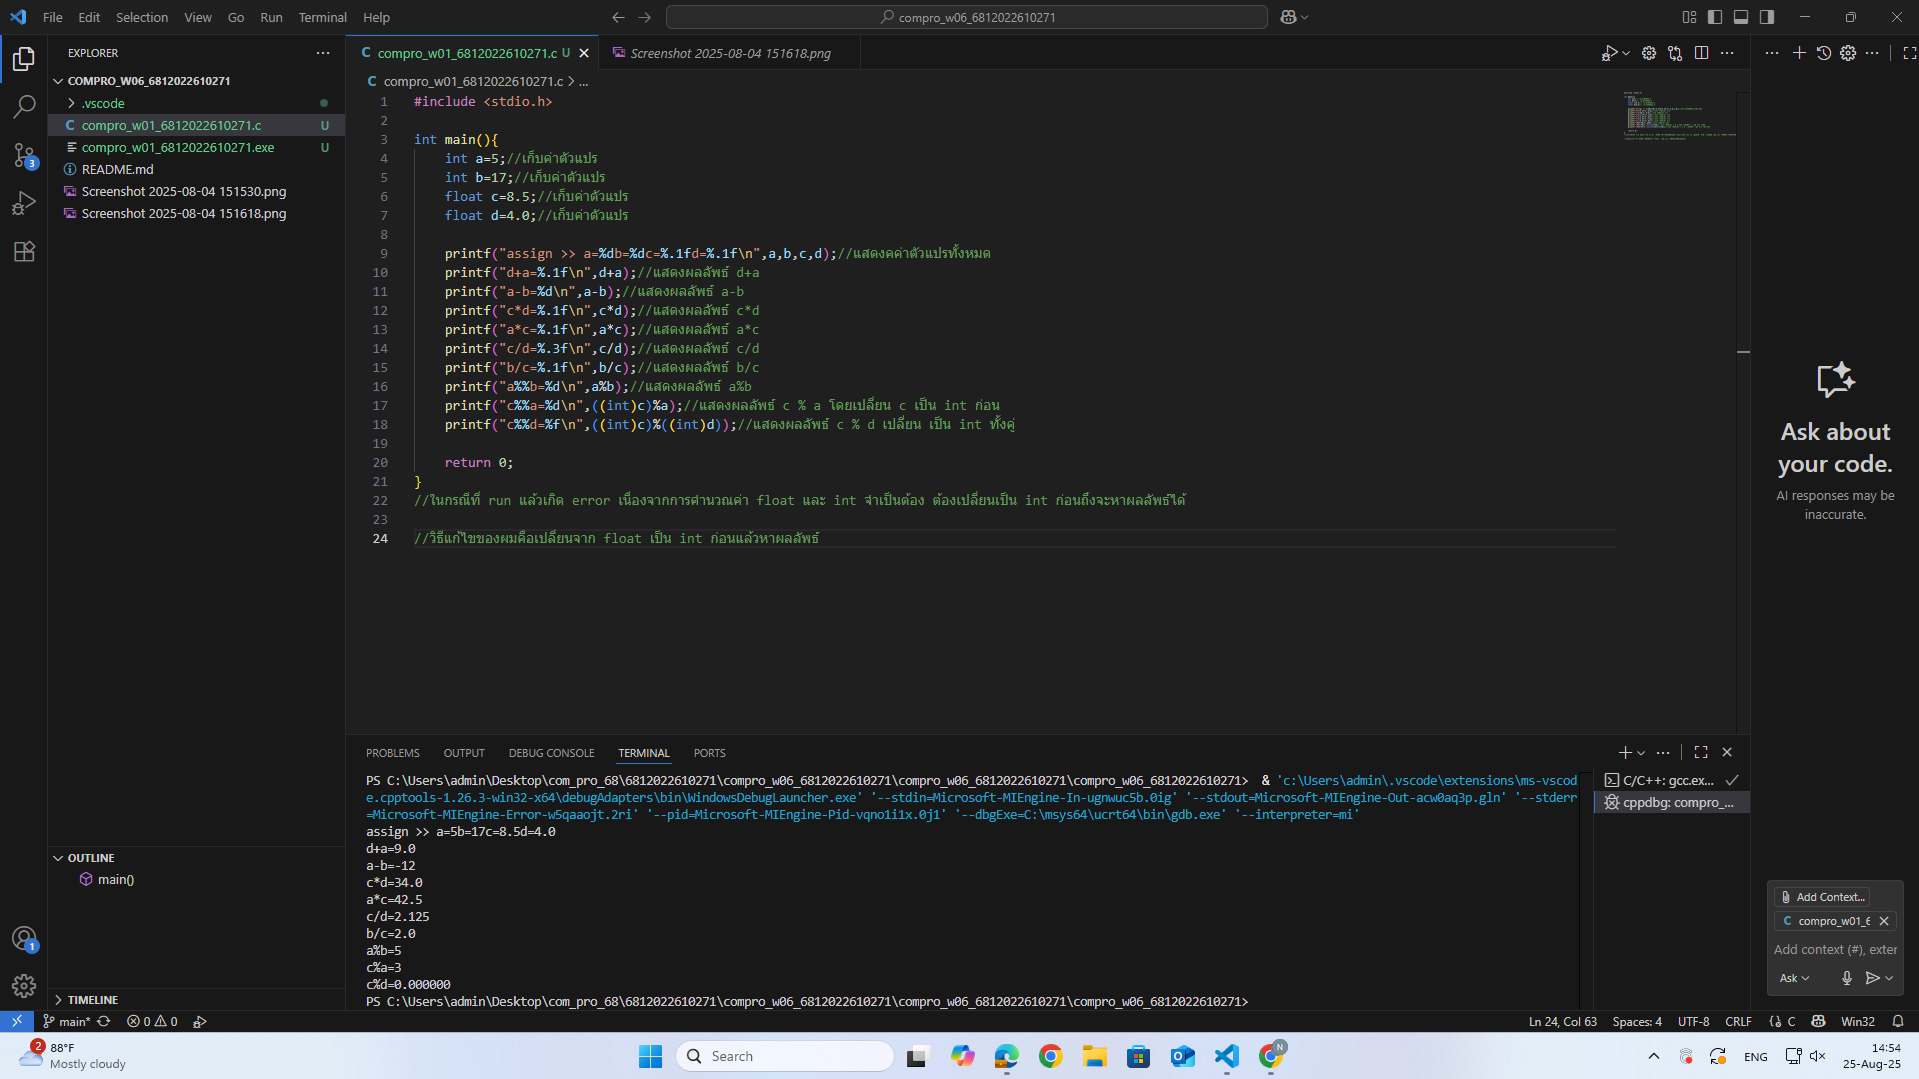 File Edit Selection View Go Run Terminal Help
compro_w06_6812022610271
EXPLORER
COMPRO_W06_6812022610271
.vscode
compro_w01_6812022610271.c U
compro_w01_6812022610271.exe U
README.md
Screenshot 2025-08-04 151530.png
Screenshot 2025-08-04 151618.png
3
OUTLINE
main()
TIMELINE
1
compro_w01_6812022610271.c U
Screenshot 2025-08-04 151618.png
compro_w01_6812022610271.c > ...
1 #include <stdio.h>
2
3 int main(){
4 int a=5;//เก็บค่าตัวแปร
5 int b=17;//เก็บค่าตัวแปร
6 float c=8.5;//เก็บค่าตัวแปร
7 float d=4.0;//เก็บค่าตัวแปร
8
9 printf("assign >> a=%db=%dc=%.1fd=%.1f\n",a,b,c,d);//แสดงคค่าตัวแปรทั้งหมด
10 printf("d+a=%.1f\n",d+a);//แสดงผลลัพธ์ d+a
11 printf("a-b=%d\n",a-b);//แสดงผลลัพธ์ a-b
12 printf("c*d=%.1f\n",c*d);//แสดงผลลัพธ์ c*d
13 printf("a*c=%.1f\n",a*c);//แสดงผลลัพธ์ a*c
14 printf("c/d=%.3f\n",c/d);//แสดงผลลัพธ์ c/d
15 printf("b/c=%.1f\n",b/c);//แสดงผลลัพธ์ b/c
16 printf("a%%b=%d\n",a%b);//แสดงผลลัพธ์ a%b
17 printf("c%%a=%d\n",((int)c)%a);//แสดงผลลัพธ์ c % a โดยเปลี่ยน c เป็น int ก่อน
18 printf("c%%d=%f\n",((int)c)%((int)d));//แสดงผลลัพธ์ c % d เปลี่ยน เป็น int ทั้งคู่
19
20 return 0;
21 }
22 //ในกรณีที่ run แล้วเกิด error เนื่องจากการคำนวณค่า float และ int จำเป็นต้อง ต้องเปลี่ยนเป็น int ก่อนถึงจะหาผลลัพธ์ได้
23
24 //วิธีแก้ไขของผมคือเปลี่ยนจาก float เป็น int ก่อนแล้วหาผลลัพธ์
Ask about
your code.
AI responses may be
inaccurate.
Add Context...
compro_w01_6
Add context (#), exter
Ask
PROBLEMS OUTPUT DEBUG CONSOLE TERMINAL PORTS
PS C:\Users\admin\Desktop\com_pro_68\6812022610271\compro_w06_6812022610271\compro_w06_6812022610271\compro_w06_6812022610271> & 'c:\Users\admin\.vscode\extensions\ms-vscod
e.cpptools-1.26.3-win32-x64\debugAdapters\bin\WindowsDebugLauncher.exe' '--stdin=Microsoft-MIEngine-In-ugnwuc5b.0ig' '--stdout=Microsoft-MIEngine-Out-acw0aq3p.gln' '--stderr
=Microsoft-MIEngine-Error-w5qaaojt.2ri' '--pid=Microsoft-MIEngine-Pid-vqno1i1x.0j1' '--dbgExe=C:\msys64\ucrt64\bin\gdb.exe' '--interpreter=mi'
assign >> a=5b=17c=8.5d=4.0
d+a=9.0
a-b=-12
c*d=34.0
a*c=42.5
c/d=2.125
b/c=2.0
a%b=5
c%a=3
c%d=0.000000
PS C:\Users\admin\Desktop\com_pro_68\6812022610271\compro_w06_6812022610271\compro_w06_6812022610271\compro_w06_6812022610271>
C/C++: gcc.ex...
cppdbg: compro_...
main* 0 0
Ln 24, Col 63 Spaces: 4 UTF-8 CRLF {} C Win32
2
88°F
Mostly cloudy
Search
N
ENG
14:54
25-Aug-25